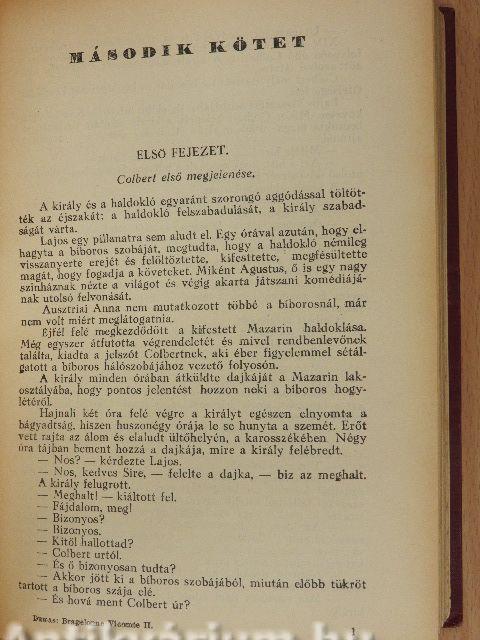 MÁSODIK KÖTET
ELSŐ FEJEZET.
Colbert első megjelenése.
A király és a haldokló egyaránt szorongó aggódással töltöt-
ték az éjszakát: a haldokló felszabadulását, a király szabad-
ságát várta.
Lajos egy pillanatra sem aludt el. Egy órával azután, hogy el-
hagyta a bíboros szobáját, megtudta, hogy a haldokló némileg
visszanyerte erejét és felöltöztette, kifestettte, megfésültette
magát, hogy fogadja a követeket. Miként Agustus, ő is egy nagy
színháznak nézte a világot és végig akarta játszani komédiájá-
nak utolsó felvonását.
Ausztriai Anna nem mutatkozott többé a bíborosnál, már
nem volt miért meglátogatnia.
Éjfél felé megkezdődött a kifestett Mazarin haldoklása.
Még egyszer átfutotta végrendeletét és mivel rendbenlevőnek
találta, kiadta a jelszót Colbertnek, aki éber figyelemmel sétál-
gatott a bíboros hálószobájához vezető folyosón.
A király minden órában átküldte dajkáját a Mazarin lak-
osztályába, hogy pontos jelentést hozzon neki a bíboros hogy-
létéről.
Hajnali két óra felé végre a királyt egészen elnyomta a
bágyadtság, hiszen huszonégy órája le se hunyta a szemét. Erőt
vett rajta az álom és elaludt ültőhelyén, a karosszékében. Négy
óra tájban bement hozzá a dajkája, mire a király felébredt.
— Nos? — kérdezte Lajos.
— Nos, kedves Sire, — felelte a dajka, — biz az meghalt.
A király felugrott.
— Meghalt! — kiáltott fel.
— Fájdalom, meg!
— Bizonyos?
— Bizonyos.
— Kitől hallottad?
— Colbert úrtól.
— És ő bizonyosan tudta?
— Akkor jött ki a bíboros szobájából, miután előbb tükröt
tartott a bíboros szája elé.
— És hová ment Colbert úr?
Dumas: Bragelonne Vicomte II.
1